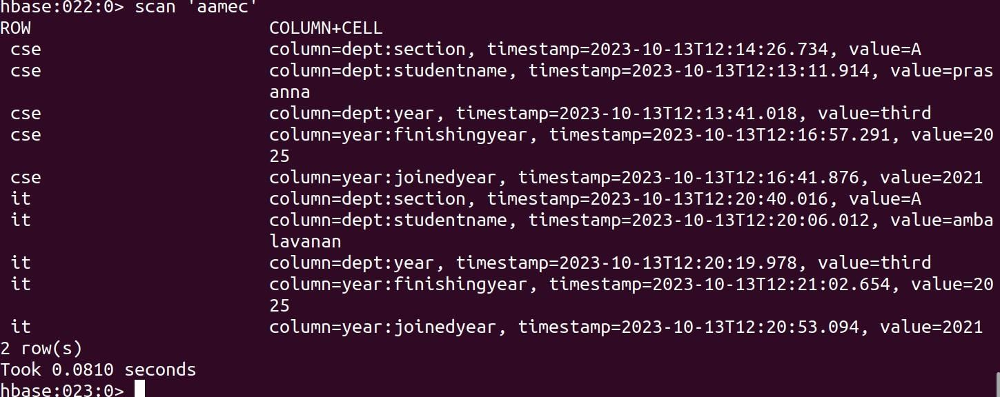 hbase:022:0> scan 'aamec'
ROW                       COLUMN+CELL
 cse                      column=dept:section, timestamp=2023-10-13T12:14:26.734, value=A
 cse                      column=dept:studentname, timestamp=2023-10-13T12:13:11.914, value=pras
                          anna
 cse                      column=dept:year, timestamp=2023-10-13T12:13:41.018, value=third
 cse                      column=year:finishingyear, timestamp=2023-10-13T12:16:57.291, value=20
                          25
 cse                      column=year:joinedyear, timestamp=2023-10-13T12:16:41.876, value=2021
 it                       column=dept:section, timestamp=2023-10-13T12:20:40.016, value=A
 it                       column=dept:studentname, timestamp=2023-10-13T12:20:06.012, value=amba
                          lavanan
 it                       column=dept:year, timestamp=2023-10-13T12:20:19.978, value=third
 it                       column=year:finishingyear, timestamp=2023-10-13T12:21:02.654, value=20
                          25
 it                       column=year:joinedyear, timestamp=2023-10-13T12:20:53.094, value=2021
2 row(s)
Took 0.0810 seconds
hbase:023:0>